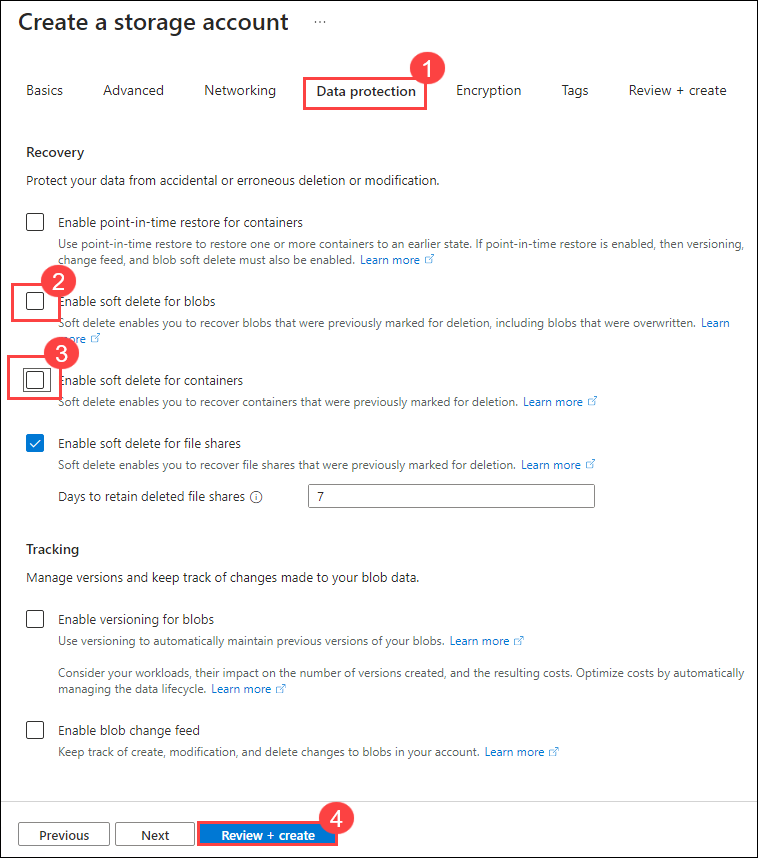 Create a storage account ...
1
Basics Advanced Networking Data protection Encryption Tags Review + create
Recovery
Protect your data from accidental or erroneous deletion or modification.
Enable point-in-time restore for containers
Use point-in-time restore to restore one or more containers to an earlier state. If point-in-time restore is enabled, then versioning,
change feed, and blob soft delete must also be enabled. Learn more
2
Enable soft delete for blobs
Soft delete enables you to recover blobs that were previously marked for deletion, including blobs that were overwritten. Learn
more
3
Enable soft delete for containers
Soft delete enables you to recover containers that were previously marked for deletion. Learn more
Enable soft delete for file shares
Soft delete enables you to recover file shares that were previously marked for deletion. Learn more
Days to retain deleted file shares 7
Tracking
Manage versions and keep track of changes made to your blob data.
Enable versioning for blobs
Use versioning to automatically maintain previous versions of your blobs. Learn more
Consider your workloads, their impact on the number of versions created, and the resulting costs. Optimize costs by automatically
managing the data lifecycle. Learn more
Enable blob change feed
Keep track of create, modification, and delete changes to blobs in your account. Learn more
4
Previous Next Review + create